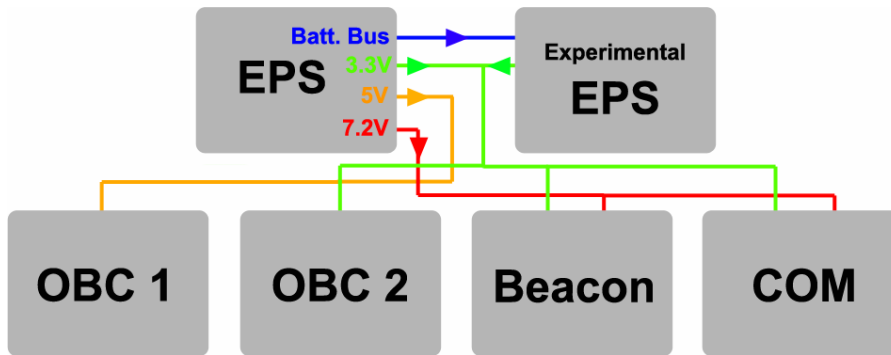 Batt. Bus
3.3V
EPS
5V
7.2V
Experimental
EPS
OBC 1
OBC 2
Beacon
COM